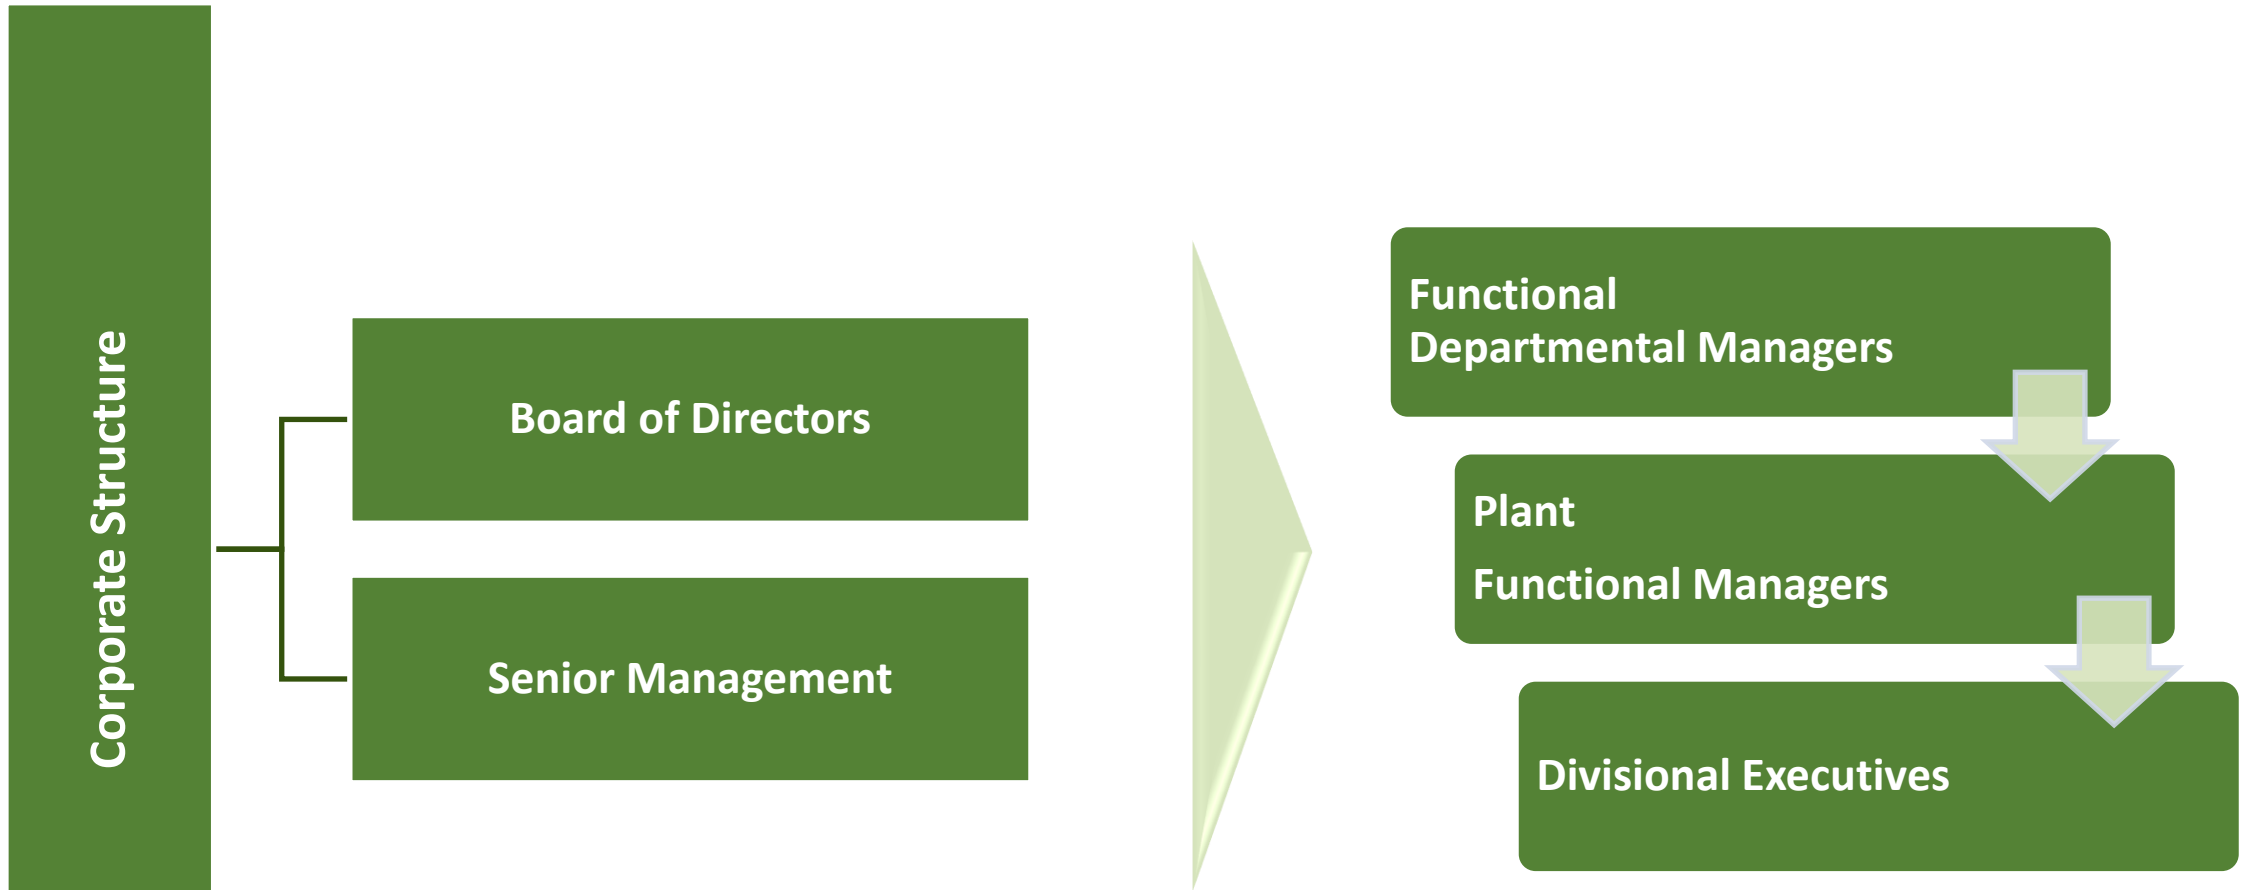 Corporate Structure
Board of Directors
Senior Management
Functional
Departmental Managers
Plant
Functional Managers
Divisional Executives